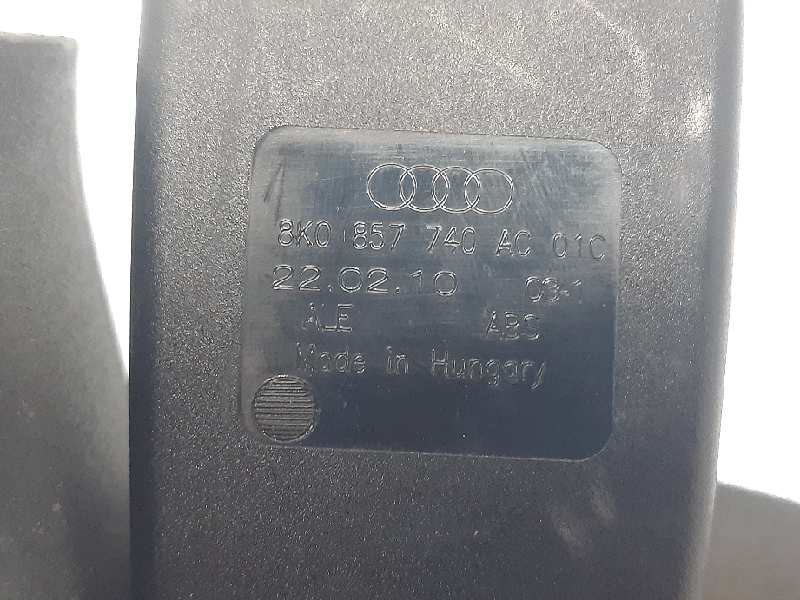 8K0 857 740 AC 01C
22.02.10 03-1
ALE ABC
Made in Hungary